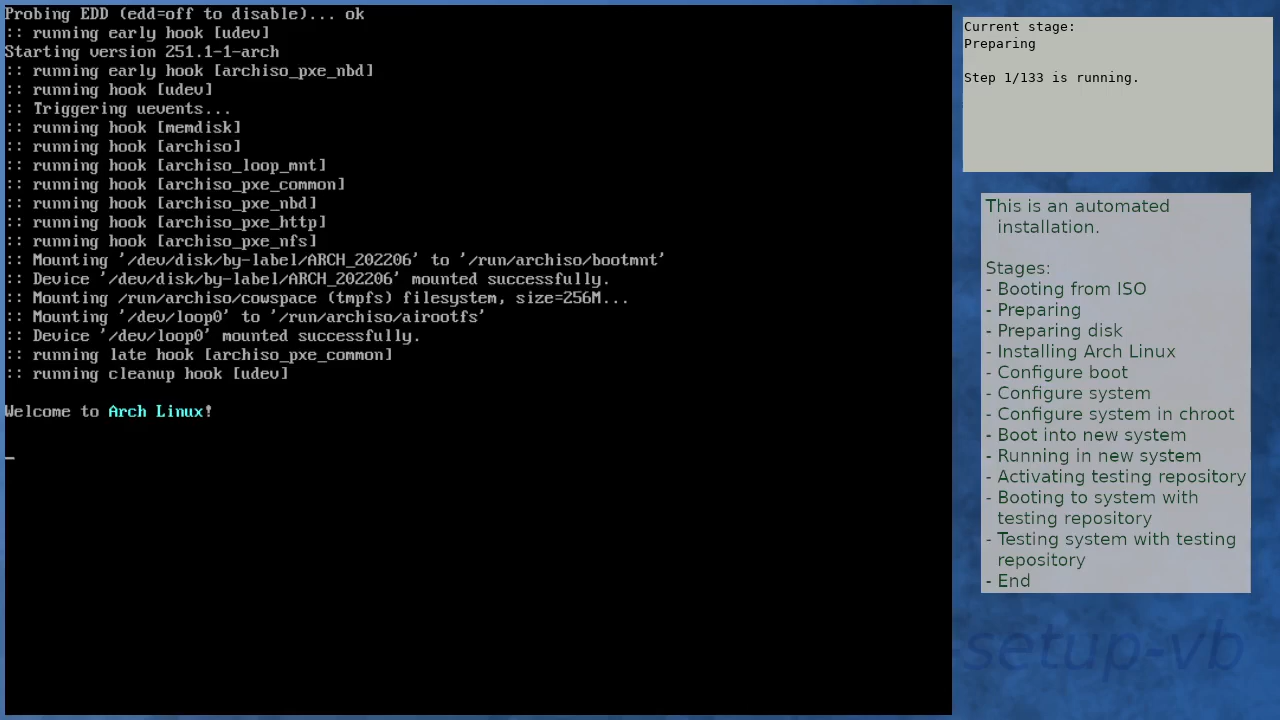 Probing EDD (edd=off to disable)... ok
:: running early hook [udev]
Starting version 251.1-1-arch
:: running early hook [archiso_pxe_nbd]
:: running hook [udev]
:: Triggering uevents...
:: running hook [memdisk]
:: running hook [archiso]
:: running hook [archiso_loop_mnt]
:: running hook [archiso_pxe_common]
:: running hook [archiso_pxe_nbd]
:: running hook [archiso_pxe_http]
:: running hook [archiso_pxe_nfs]
:: Mounting '/dev/disk/by-label/ARCH_202206' to '/run/archiso/bootmnt'
:: Device '/dev/disk/by-label/ARCH_202206' mounted successfully.
:: Mounting /run/archiso/cowspace (tmpfs) filesystem, size=256M...
:: Mounting '/dev/loop0' to '/run/archiso/airootfs'
:: Device '/dev/loop0' mounted successfully.
:: running late hook [archiso_pxe_common]
:: running cleanup hook [udev]
Welcome to Arch Linux!
_
Current stage:
Preparing
Step 1/133 is running.
This is an automated
installation.
Stages:
- Booting from ISO
- Preparing
- Preparing disk
- Installing Arch Linux
- Configure boot
- Configure system
- Configure system in chroot
- Boot into new system
- Running in new system
- Activating testing repository
- Booting to system with
testing repository
- Testing system with testing
repository
- End
setup-vb